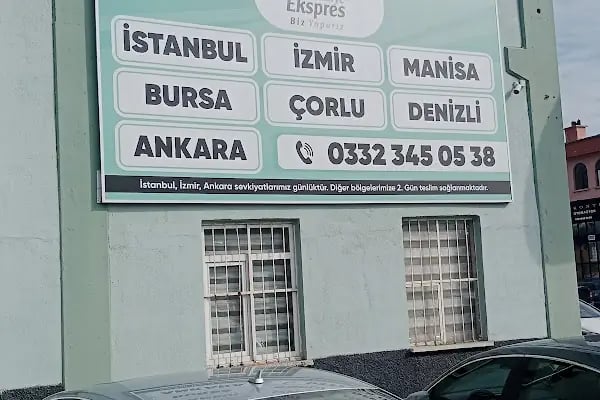 Ekspres
Biz Yaparız
İSTANBUL
İZMİR
MANİSA
BURSA
ÇORLU
DENİZLİ
ANKARA
0332 345 05 38
İstanbul, İzmir, Ankara sevkiyatlarımız günlüktür. Diğer bölgelerimize 2. Gün teslim sağlanmaktadır.